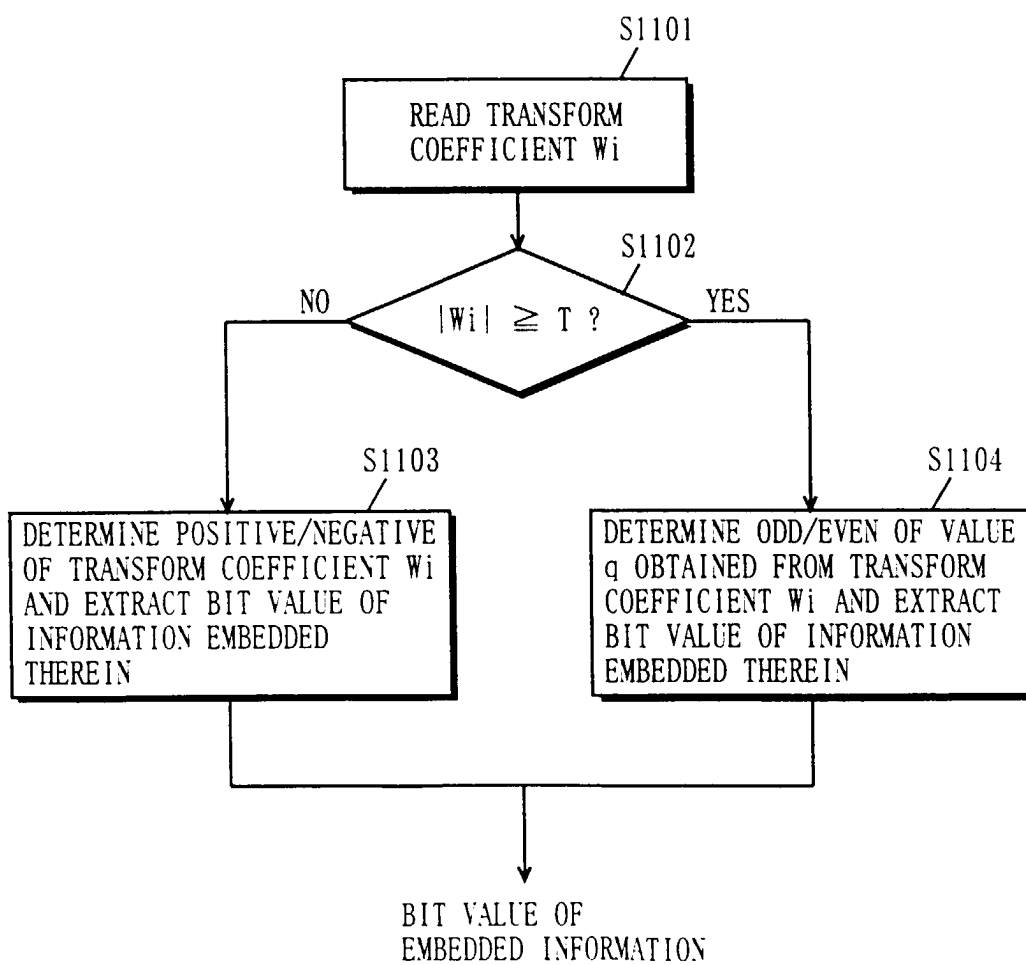 S1101
READ TRANSFORM
COEFFICIENT Wi
S1102
NO
|Wi| ≧ T ?
YES
S1103
DETERMINE POSITIVE/NEGATIVE
OF TRANSFORM COEFFICIENT Wi
AND EXTRACT BIT VALUE OF
INFORMATION EMBEDDED
THEREIN
S1104
DETERMINE ODD/EVEN OF VALUE
q OBTAINED FROM TRANSFORM
COEFFICIENT Wi AND EXTRACT
BIT VALUE OF INFORMATION
EMBEDDED THEREIN
BIT VALUE OF
EMBEDDED INFORMATION